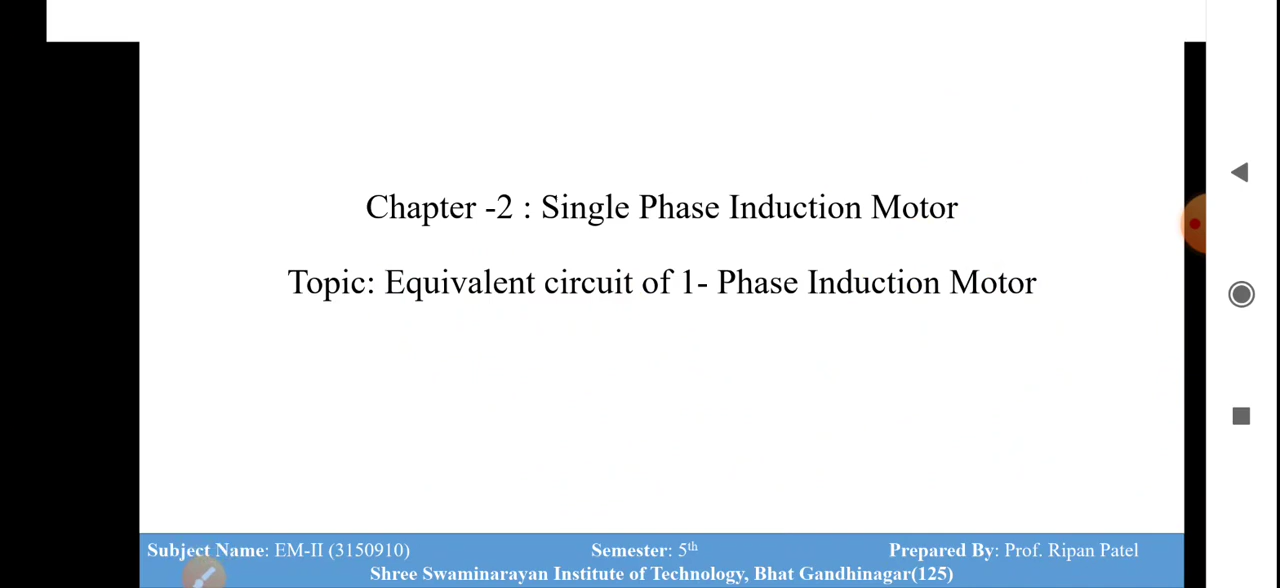 Chapter -2 : Single Phase Induction Motor
Topic: Equivalent circuit of 1- Phase Induction Motor
Subject Name: EM-II (3150910) Semester: 5th Prepared By: Prof. Ripan Patel
Shree Swaminarayan Institute of Technology, Bhat Gandhinagar(125)